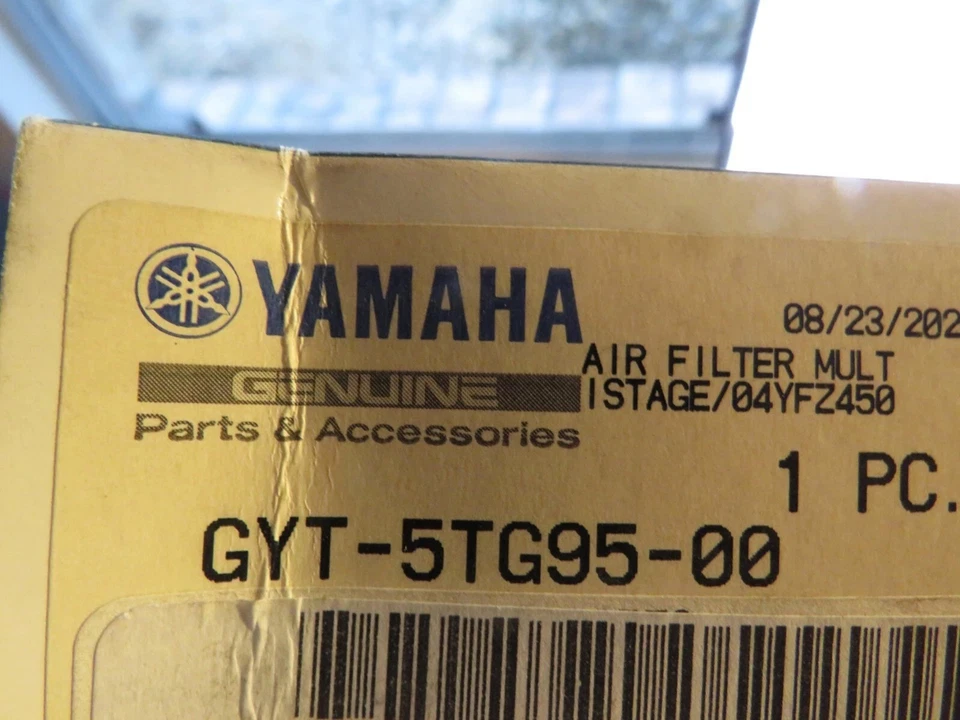 YAMAHA
08/23/202
GENUINE
AIR FILTER MULT
ISTAGE/04YFZ450
Parts & Accessories
1 PC.
GYT-5TG95-00